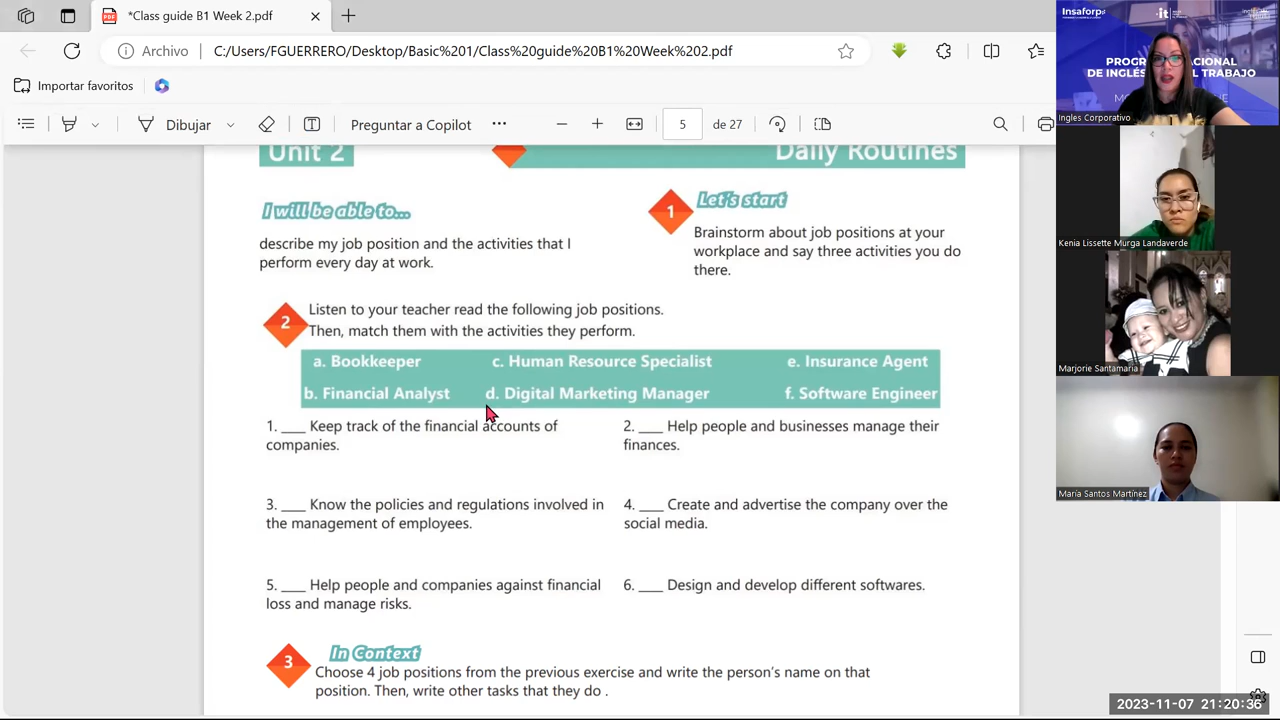 *Class guide B1 Week 2.pdf
Archivo
C:/Users/FGUERRERO/Desktop/Basic%201/Class%20guide%20B1%20Week%202.pdf
Importar favoritos
Dibujar
Preguntar a Copilot
5
de 27
Unit 2
Daily Routines
I will be able to...
describe my job position and the activities that I
perform every day at work.
1
Let's start
Brainstorm about job positions at your
workplace and say three activities you do
there.
2
Listen to your teacher read the following job positions.
Then, match them with the activities they perform.
a. Bookkeeper
c. Human Resource Specialist
e. Insurance Agent
b. Financial Analyst
d. Digital Marketing Manager
f. Software Engineer
1. ___ Keep track of the financial accounts of
companies.
2. ___ Help people and businesses manage their
finances.
3. ___ Know the policies and regulations involved in
the management of employees.
4. ___ Create and advertise the company over the
social media.
5. ___ Help people and companies against financial
loss and manage risks.
6. ___ Design and develop different softwares.
3
In Context
Choose 4 job positions from the previous exercise and write the person's name on that
position. Then, write other tasks that they do .
Insaforp
DE INGLÉS
TRABAJO
Ingles Corporativo
Kenia Lissette Murga Landaverde
Marjorie Santamaria
María Santos Martínez
2023-11-07 21:20:36